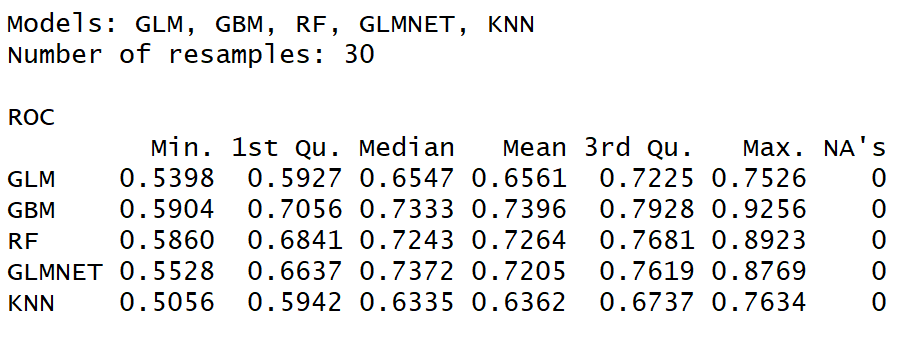 Models: GLM, GBM, RF, GLMNET, KNN
Number of resamples: 30
ROC
Min. 1st Qu. Median Mean 3rd Qu. Max. NA's
GLM 0.5398 0.5927 0.6547 0.6561 0.7225 0.7526 0
GBM 0.5904 0.7056 0.7333 0.7396 0.7928 0.9256 0
RF 0.5860 0.6841 0.7243 0.7264 0.7681 0.8923 0
GLMNET 0.5528 0.6637 0.7372 0.7205 0.7619 0.8769 0
KNN 0.5056 0.5942 0.6335 0.6362 0.6737 0.7634 0